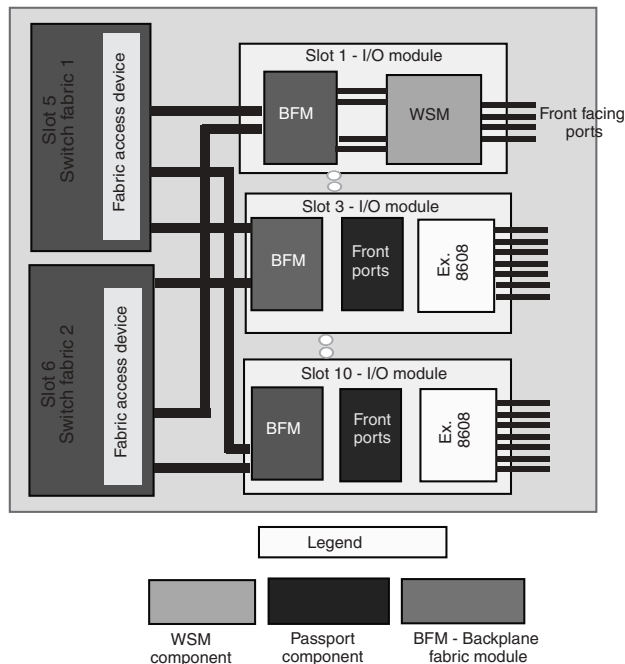 Slot 5
Switch fabric 1
Fabric access device
Slot 6
Switch fabric 2
Fabric access device
Slot 1 - I/O module
BFM
WSM
Front facing
ports
Slot 3 - I/O module
BFM
Front
ports
Ex.
8608
Slot 10 - I/O module
BFM
Front
ports
Ex.
8608
Legend
WSM
component
Passport
component
BFM - Backplane
fabric module